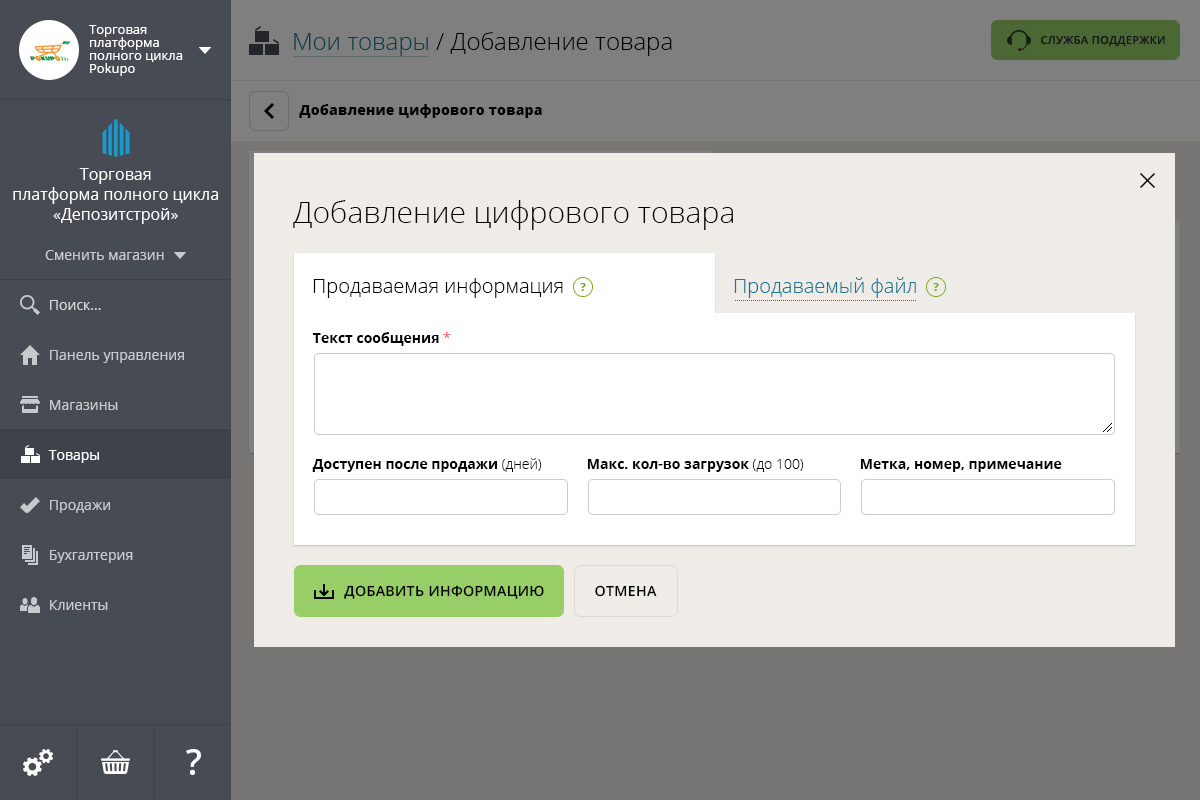 Торговая
платформа
полного цикла
Pokupo
POKUPO
Торговая
платформа полного цикла
«Депозитстрой»
Сменить магазин
Поиск...
Панель управления
Магазины
Товары
Продажи
Бухгалтерия
Клиенты
?
Мои товары / Добавление товара
СЛУЖБА ПОДДЕРЖКИ
Добавление цифрового товара
Добавление цифрового товара
Продаваемая информация ?
Продаваемый файл ?
Текст сообщения *
Доступен после продажи (дней)
Макс. кол-во загрузок (до 100)
Метка, номер, примечание
ДОБАВИТЬ ИНФОРМАЦИЮ
ОТМЕНА